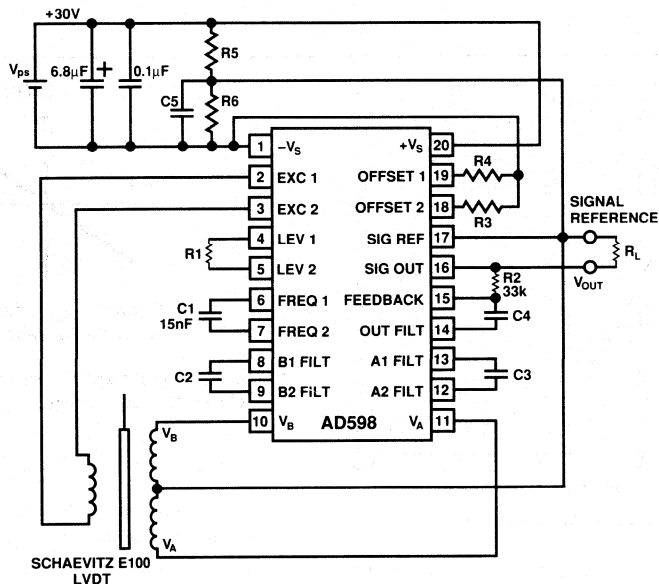 +30V
Vps
6.8µF
+
0.1µF
R5
C5
R6
1
–VS
+VS
20
2
EXC 1
OFFSET 1
19
R4
3
EXC 2
OFFSET 2
18
R3
SIGNAL
REFERENCE
4
LEV 1
SIG REF
17
R1
RL
5
LEV 2
SIG OUT
16
VOUT
R2
33k
6
FREQ 1
FEEDBACK
15
C1
15nF
C4
7
FREQ 2
OUT FILT
14
8
B1 FILT
A1 FILT
13
C2
C3
9
B2 FiLT
A2 FILT
12
10
VB
AD598
VA
11
VB
VA
SCHAEVITZ E100
LVDT